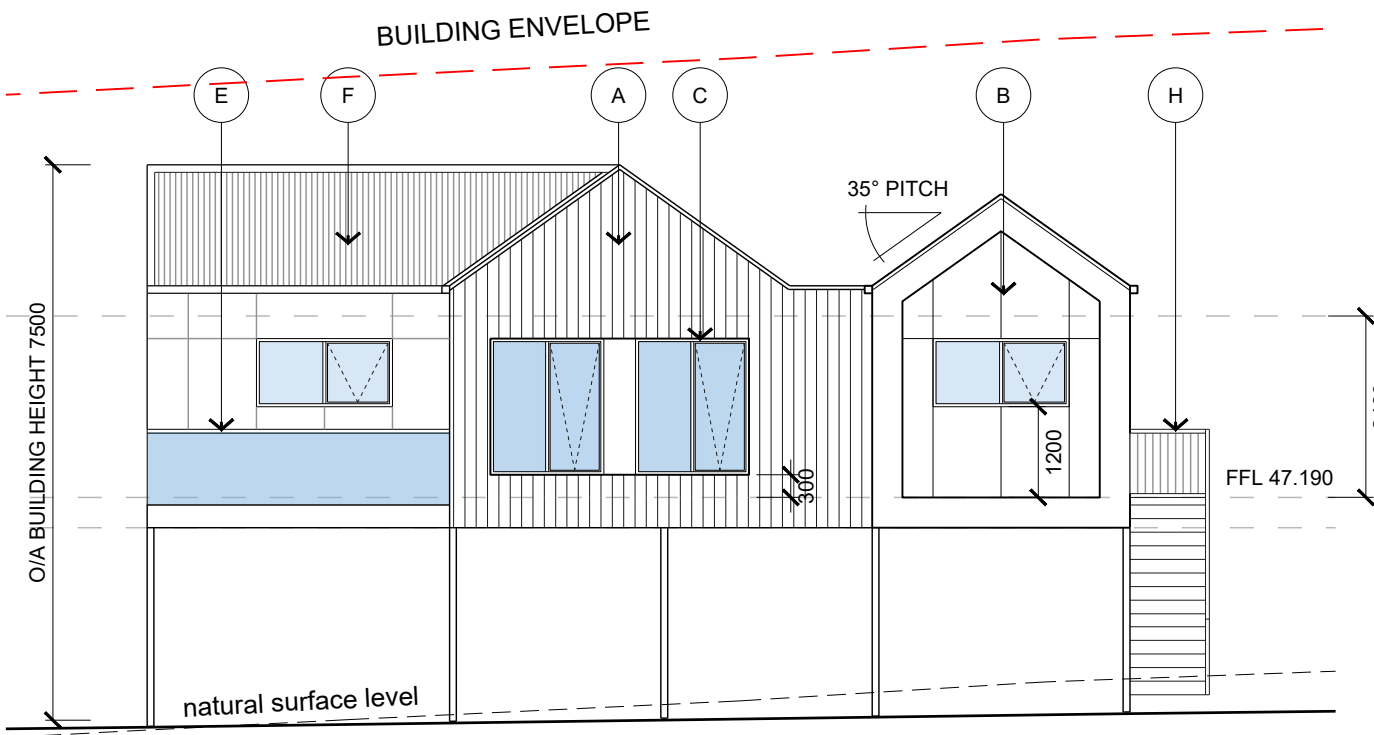 BUILDING ENVELOPE
E
F
A
C
B
H
35° PITCH
O/A BUILDING HEIGHT 7500
1200
300
FFL 47.190
natural surface level